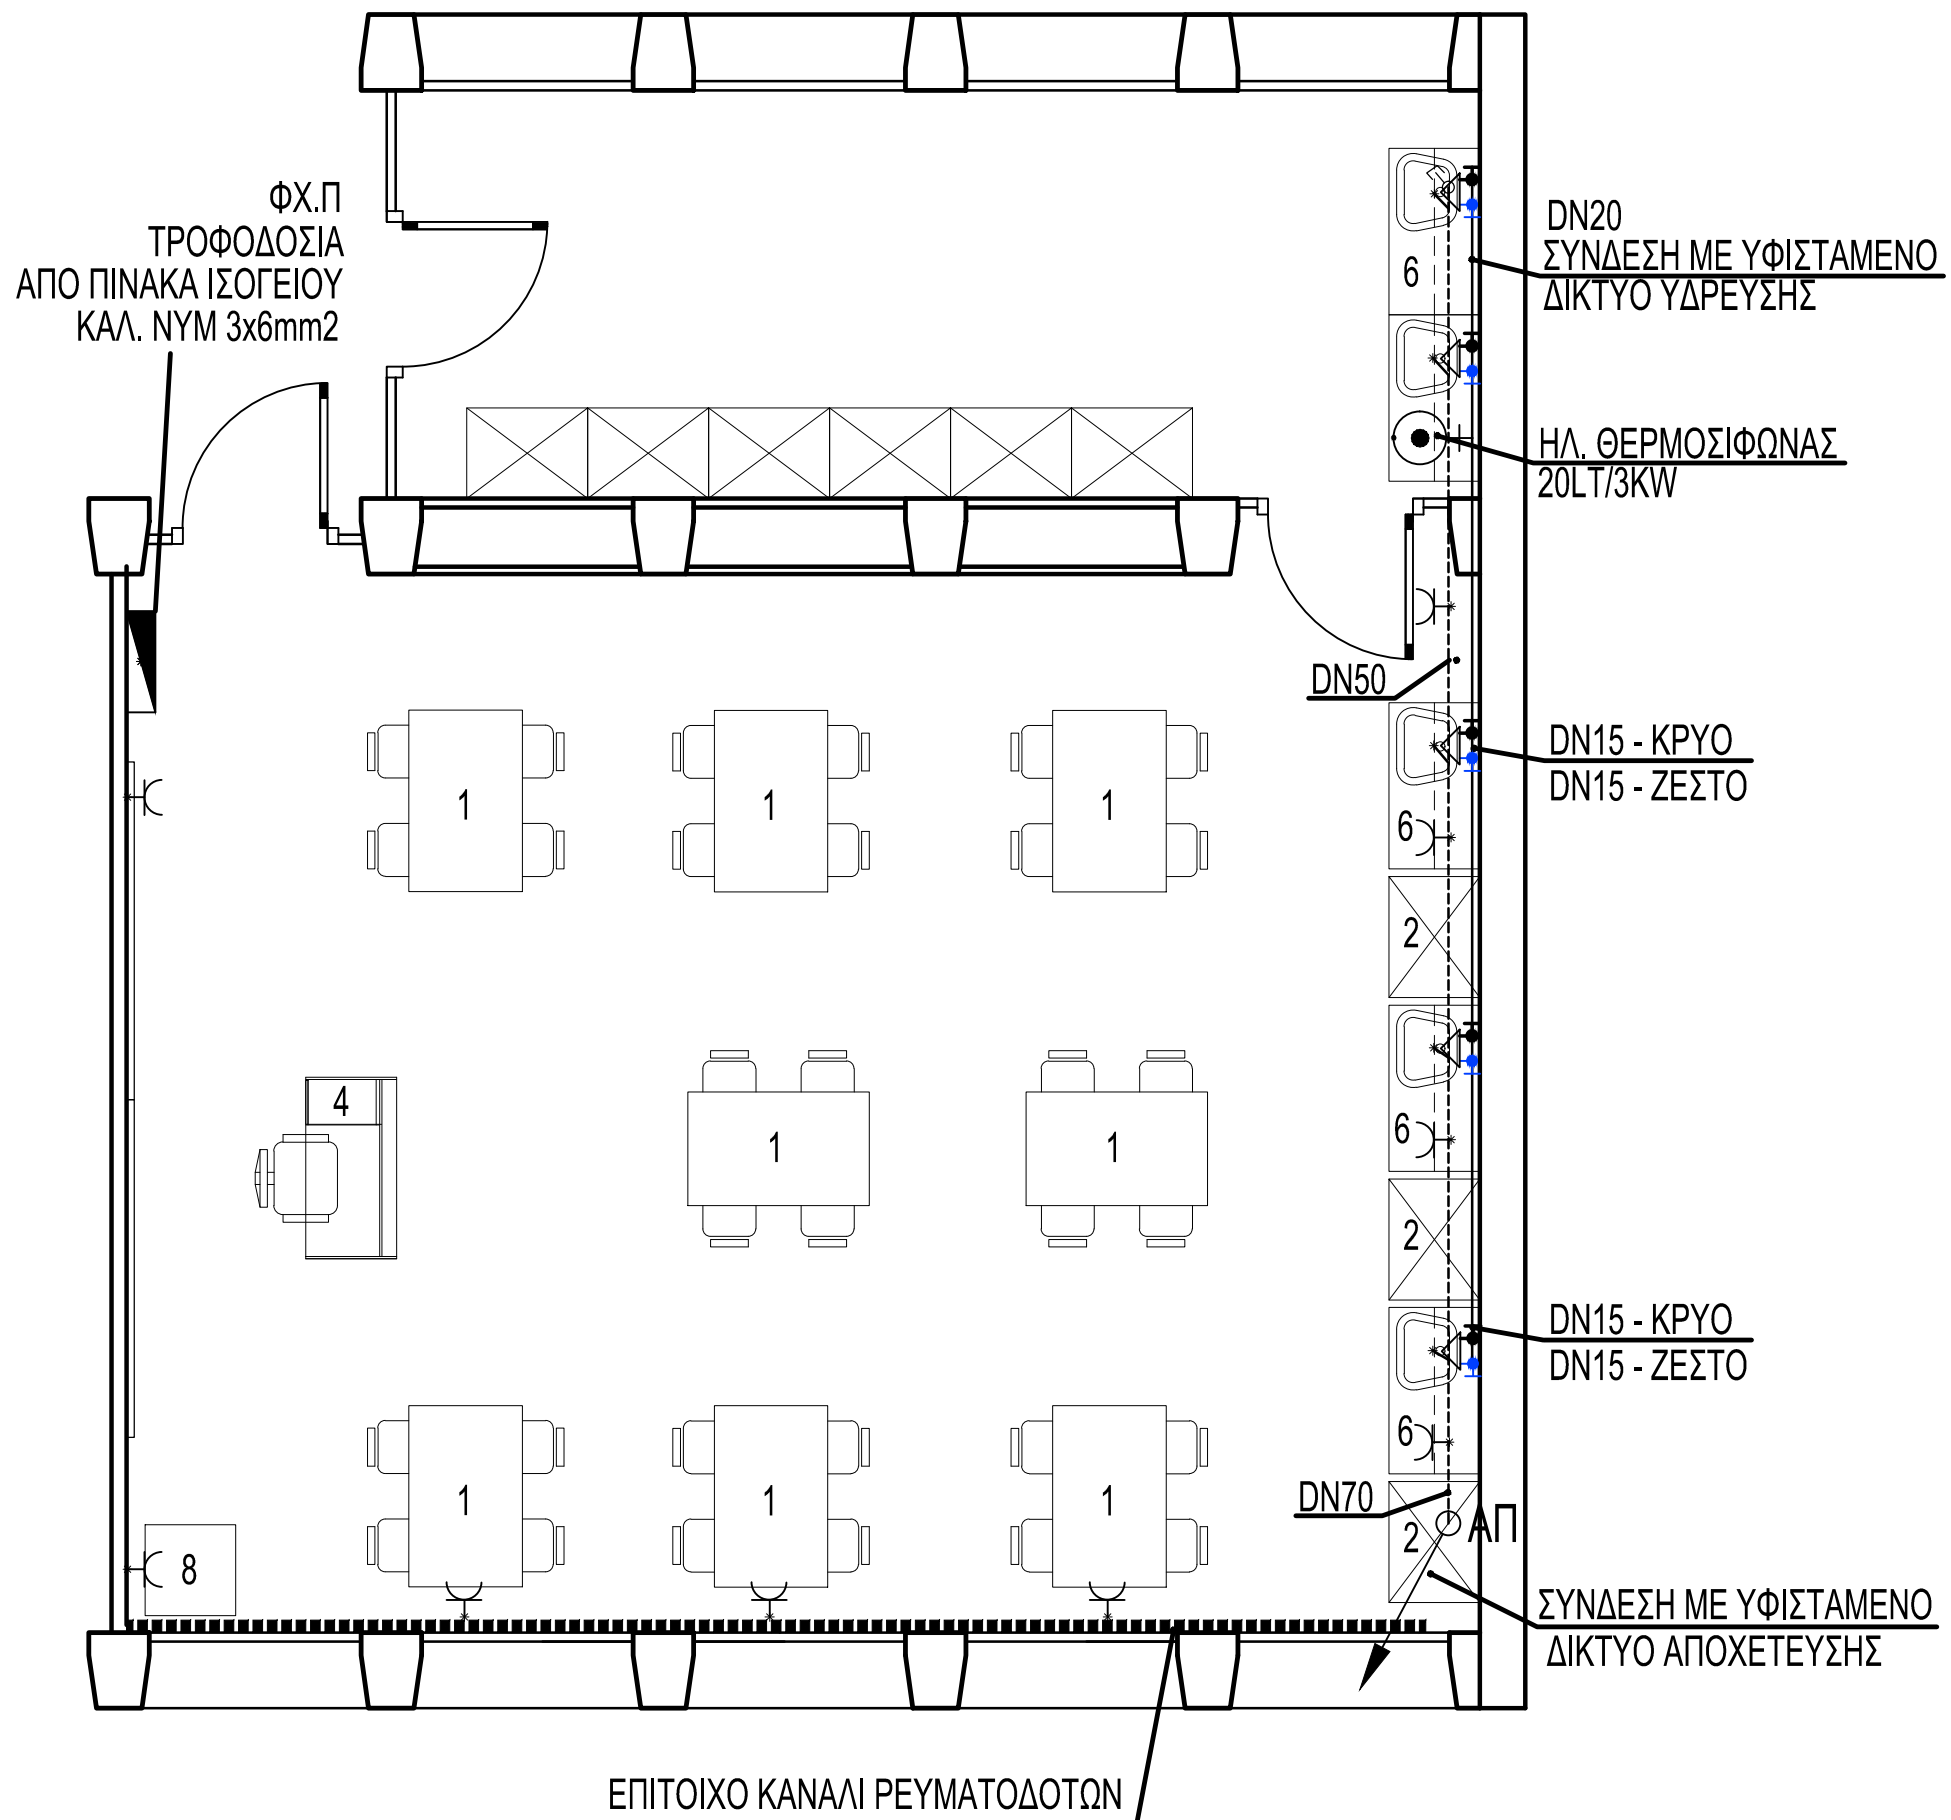 ΦΧ.Π
ΤΡΟΦΟΔΟΣΙΑ
ΑΠΟ ΠΙΝΑΚΑ ΙΣΟΓΕΙΟΥ
ΚΑΛ. NYM 3x6mm2
DN20
ΣΥΝΔΕΣΗ ΜΕ ΥΦΙΣΤΑΜΕΝΟ
ΔΙΚΤΥΟ ΥΔΡΕΥΣΗΣ
6
ΗΛ. ΘΕΡΜΟΣΙΦΩΝΑΣ
20LT/3KW
DN50
DN15 - ΚΡΥΟ
DN15 - ΖΕΣΤΟ
1
1
1
6
2
4
1
1
6
2
DN15 - ΚΡΥΟ
DN15 - ΖΕΣΤΟ
6
1
1
1
DN70
ΑΠ
2
8
ΣΥΝΔΕΣΗ ΜΕ ΥΦΙΣΤΑΜΕΝΟ
ΔΙΚΤΥΟ ΑΠΟΧΕΤΕΥΣΗΣ
ΕΠΙΤΟΙΧΟ ΚΑΝΑΛΙ ΡΕΥΜΑΤΟΔΟΤΩΝ